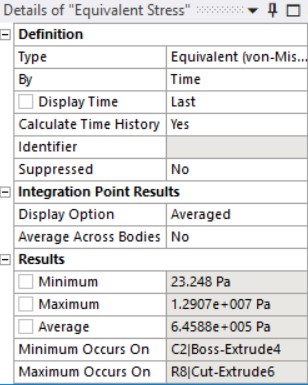 Details of "Equivalent Stress"
Definition
Type Equivalent (von-Mis...
By Time
Display Time Last
Calculate Time History Yes
Identifier
Suppressed No
Integration Point Results
Display Option Averaged
Average Across Bodies No
Results
Minimum 23.248 Pa
Maximum 1.2907e+007 Pa
Average 6.4588e+005 Pa
Minimum Occurs On C2|Boss-Extrude4
Maximum Occurs On R8|Cut-Extrude6